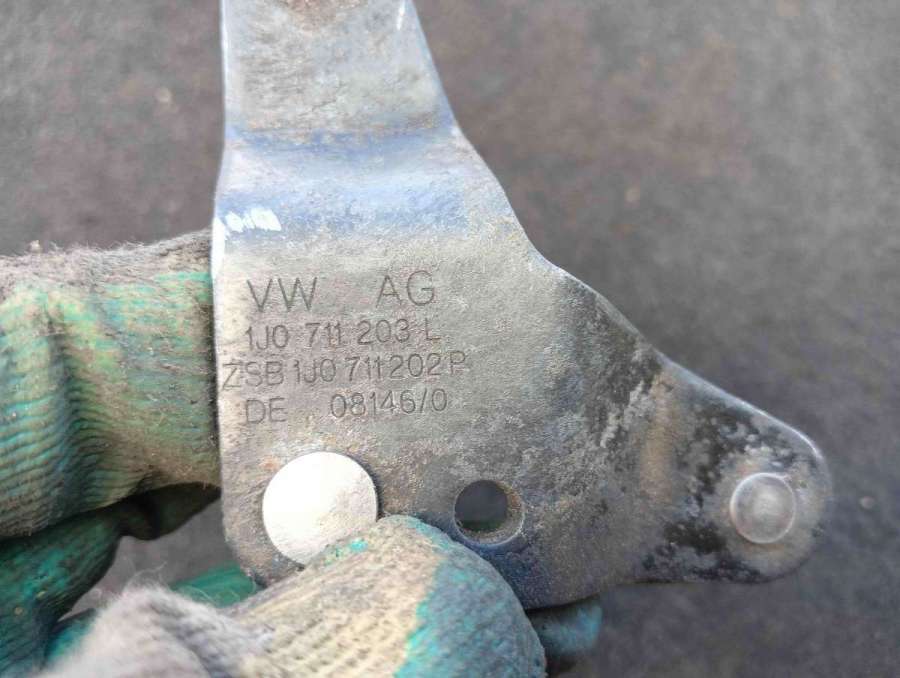 VW AG
1J0 711 203 L
ZSB 1J0 711 202 P
DE 08146/0